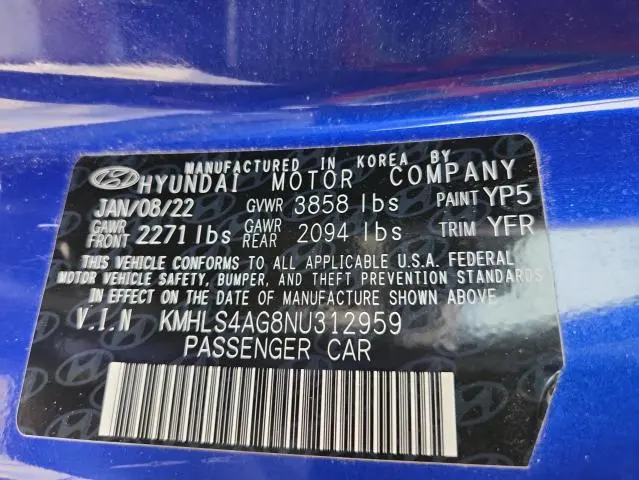 MANUFACTURED IN KOREA BY
HYUNDAI MOTOR COMPANY
JAN/08/22 GVWR 3858 lbs PAINT YP5
GAWR FRONT 2271 lbs GAWR REAR 2094 lbs TRIM YFR
THIS VEHICLE CONFORMS TO ALL APPLICABLE U.S.A. FEDERAL
MOTOR VEHICLE SAFETY, BUMPER, AND THEFT PREVENTION STANDARDS
IN EFFECT ON THE DATE OF MANUFACTURE SHOWN ABOVE.
V.I.N KMHLS4AG8NU312959
PASSENGER CAR